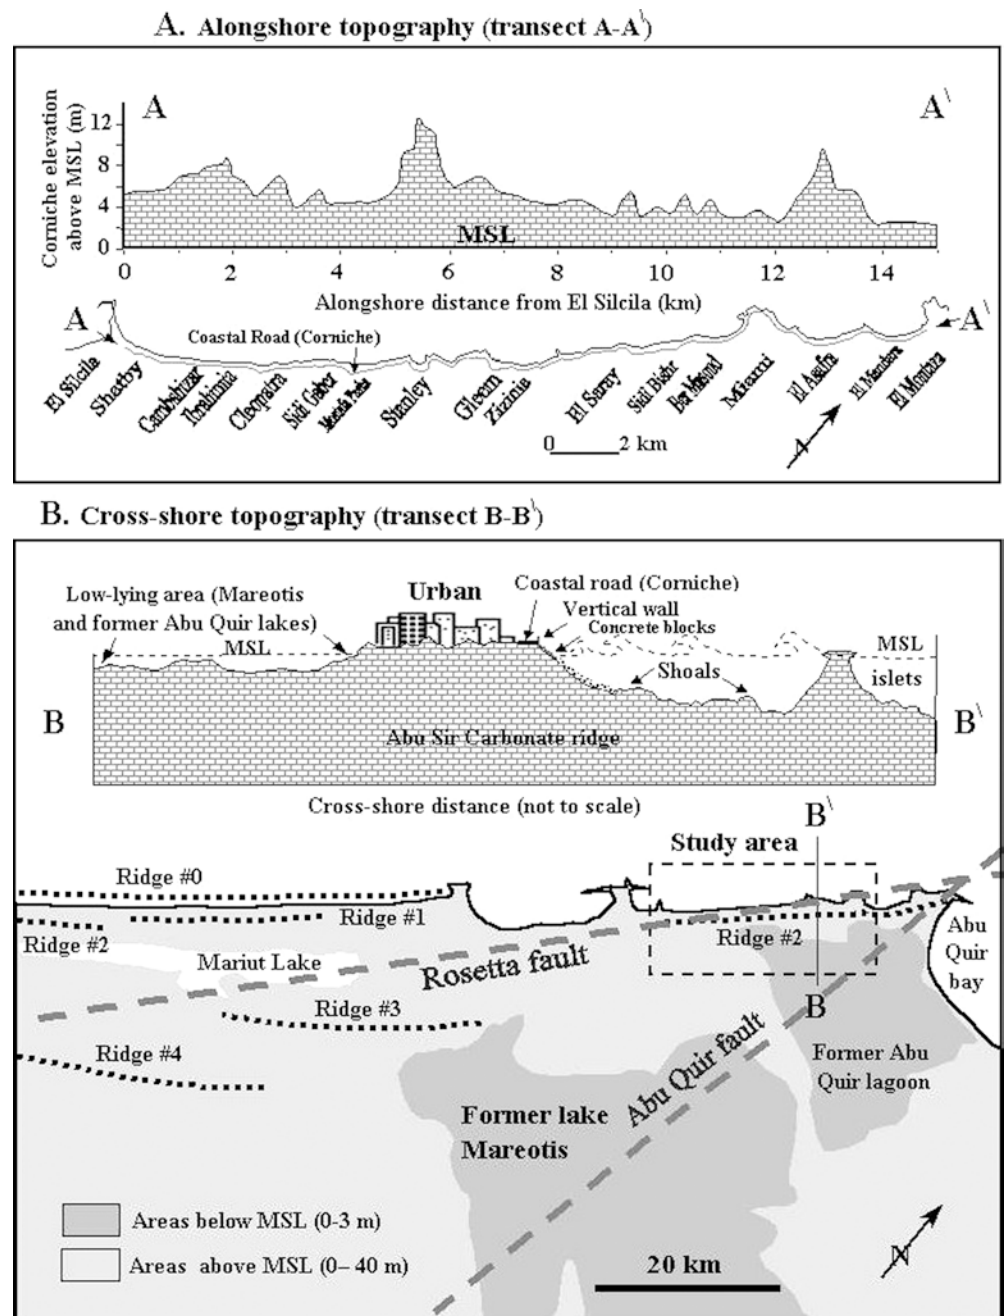 A. Alongshore topography (transect A-A\)
A
A\
Corniche elevation
above MSL (m)
12
8
4
0
MSL
0 2 4 6 8 10 12 14
Alongshore distance from El Silcila (km)
A
A\
Coastal Road (Corniche)
El Silcila
Shatby
Ibrahimia
Cleopatra
Sidi Gaber
Stanley
Gleem
Zizinia
El Saray
Sidi Bishr
Miami
El Asafra
El Mandara
El Montaza
0 2 km
N
B. Cross-shore topography (transect B-B\)
Urban
Coastal road (Corniche)
Low-lying area (Mareotis
and former Abu Quir lakes)
Vertical wall
Concrete blocks
MSL
MSL
Shoals
islets
B
B\
Abu Sir Carbonate ridge
Cross-shore distance (not to scale)
B\
Study area
Ridge #0
Ridge #1
Ridge #2
Ridge #2
Abu
Quir
bay
Mariut Lake
Rosetta fault
B
Ridge #3
Ridge #4
Abu Quir fault
Former Abu
Quir lagoon
Former lake
Mareotis
Areas below MSL (0-3 m)
Areas above MSL (0– 40 m)
20 km
N